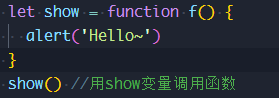 let show = function f() {
  alert('Hello~')
}
show() //用show变量调用函数